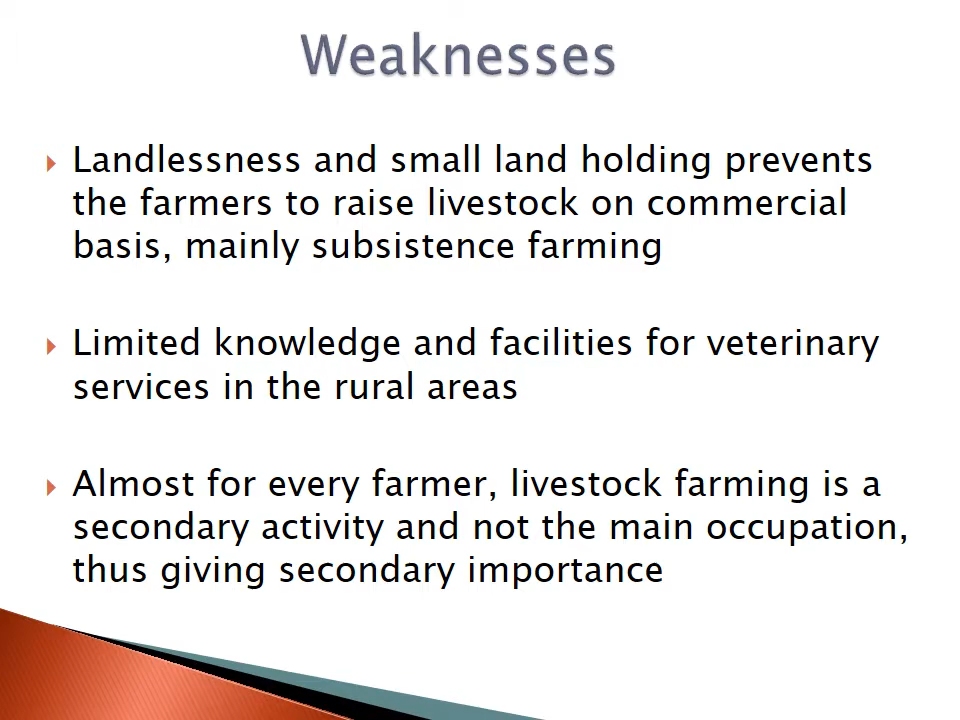 Weaknesses
Landlessness and small land holding prevents
the farmers to raise livestock on commercial
basis, mainly subsistence farming
Limited knowledge and facilities for veterinary
services in the rural areas
Almost for every farmer, livestock farming is a
secondary activity and not the main occupation,
thus giving secondary importance